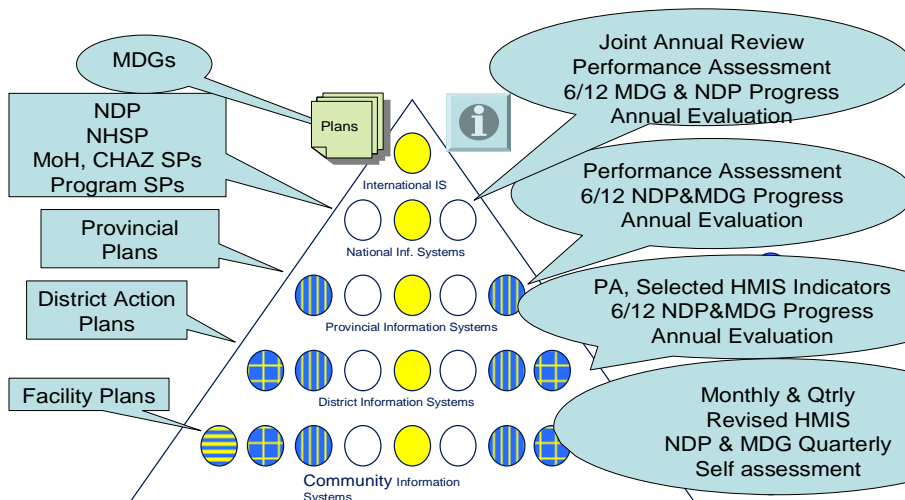 MDGs
NDP
NHSP
MoH, CHAZ SPs
Program SPs
Provincial
Plans
District Action
Plans
Facility Plans
Plans
International IS
National Inf. Systems
Provincial Information Systems
District Information Systems
Community Information
Systems
Joint Annual Review
Performance Assessment
6/12 MDG & NDP Progress
Annual Evaluation
Performance Assessment
6/12 NDP&MDG Progress
Annual Evaluation
PA, Selected HMIS Indicators
6/12 NDP&MDG Progress
Annual Evaluation
Monthly & Qtrly
Revised HMIS
NDP & MDG Quarterly
Self assessment